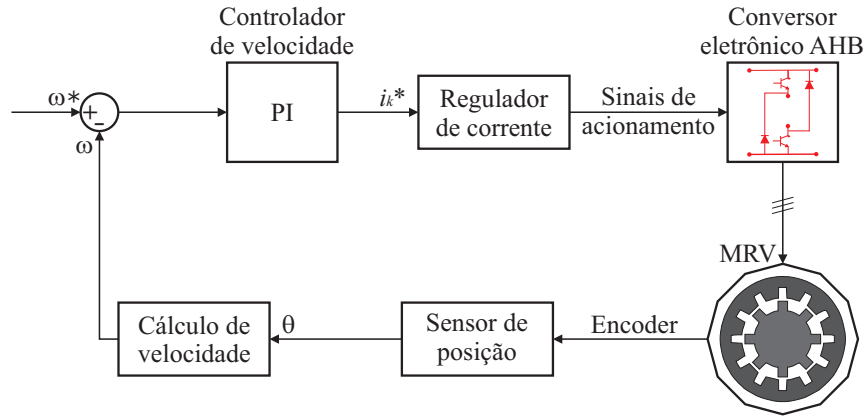 Controlador
de velocidade
Conversor
eletrônico AHB
ω*
+
-
ω
PI
iₖ*
Regulador
de corrente
Sinais de
acionamento
MRV
Cálculo de
velocidade
θ
Sensor de
posição
Encoder